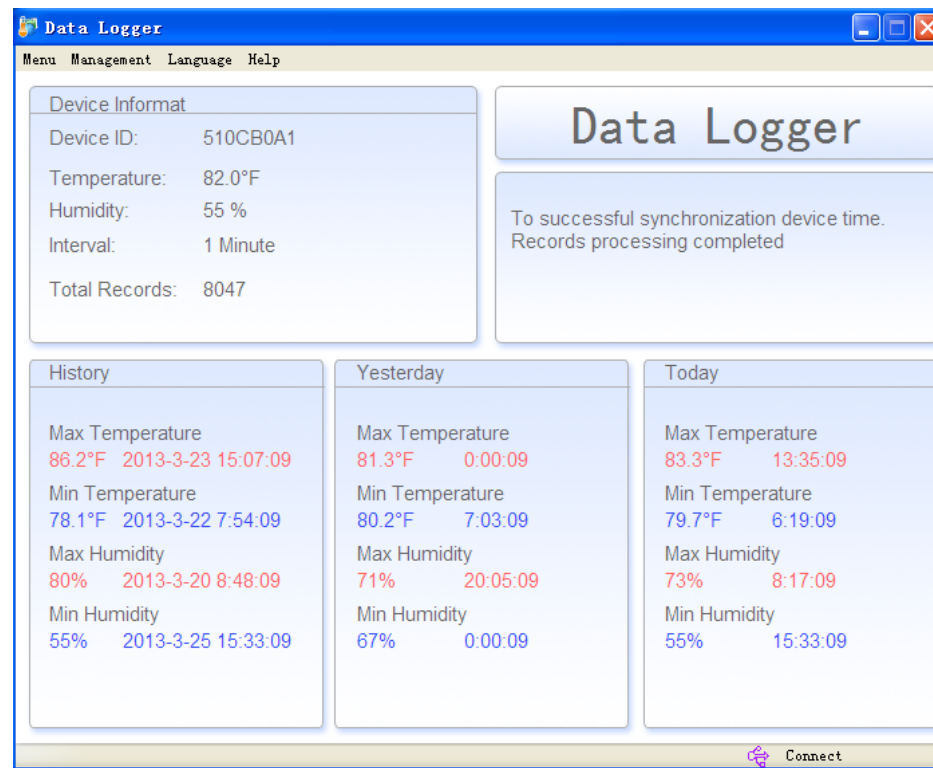 Data Logger
Menu Management Language Help
Device Informat
Device ID: 510CB0A1
Temperature: 82.0°F
Humidity: 55 %
Interval: 1 Minute
Total Records: 8047
Data Logger
To successful synchronization device time.
Records processing completed
History
Max Temperature
86.2°F 2013-3-23 15:07:09
Min Temperature
78.1°F 2013-3-22 7:54:09
Max Humidity
80% 2013-3-20 8:48:09
Min Humidity
55% 2013-3-25 15:33:09
Yesterday
Max Temperature
81.3°F 0:00:09
Min Temperature
80.2°F 7:03:09
Max Humidity
71% 20:05:09
Min Humidity
67% 0:00:09
Today
Max Temperature
83.3°F 13:35:09
Min Temperature
79.7°F 6:19:09
Max Humidity
73% 8:17:09
Min Humidity
55% 15:33:09
Connect